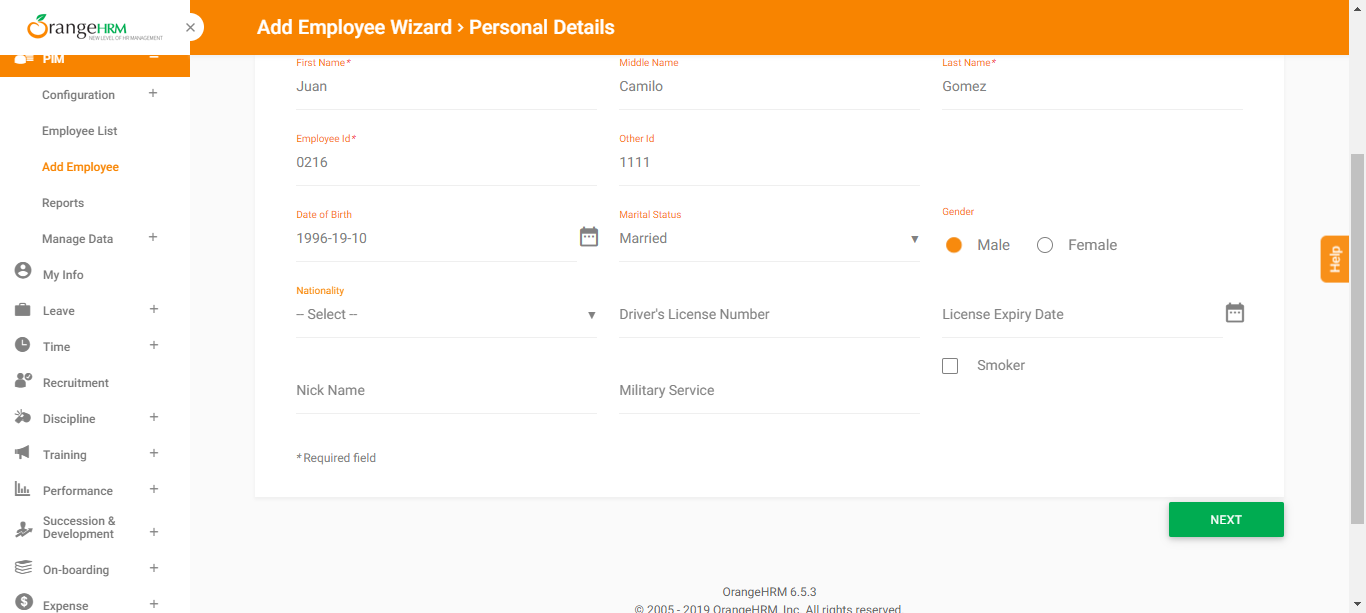 OrangeHRM
NEW LEVEL OF HR MANAGEMENT
Add Employee Wizard › Personal Details
PIM
Configuration
Employee List
Add Employee
Reports
Manage Data
My Info
Leave
Time
Recruitment
Discipline
Training
Performance
Succession &
Development
On-boarding
Expense
First Name* Middle Name Last Name*
Juan Camilo Gomez
Employee Id* Other Id
0216 1111
Date of Birth Marital Status Gender
1996-19-10 Married Male Female
Nationality
-- Select -- Driver's License Number License Expiry Date
Smoker
Nick Name Military Service
* Required field
NEXT
Help
OrangeHRM 6.5.3
© 2005 - 2019 OrangeHRM, Inc. All rights reserved